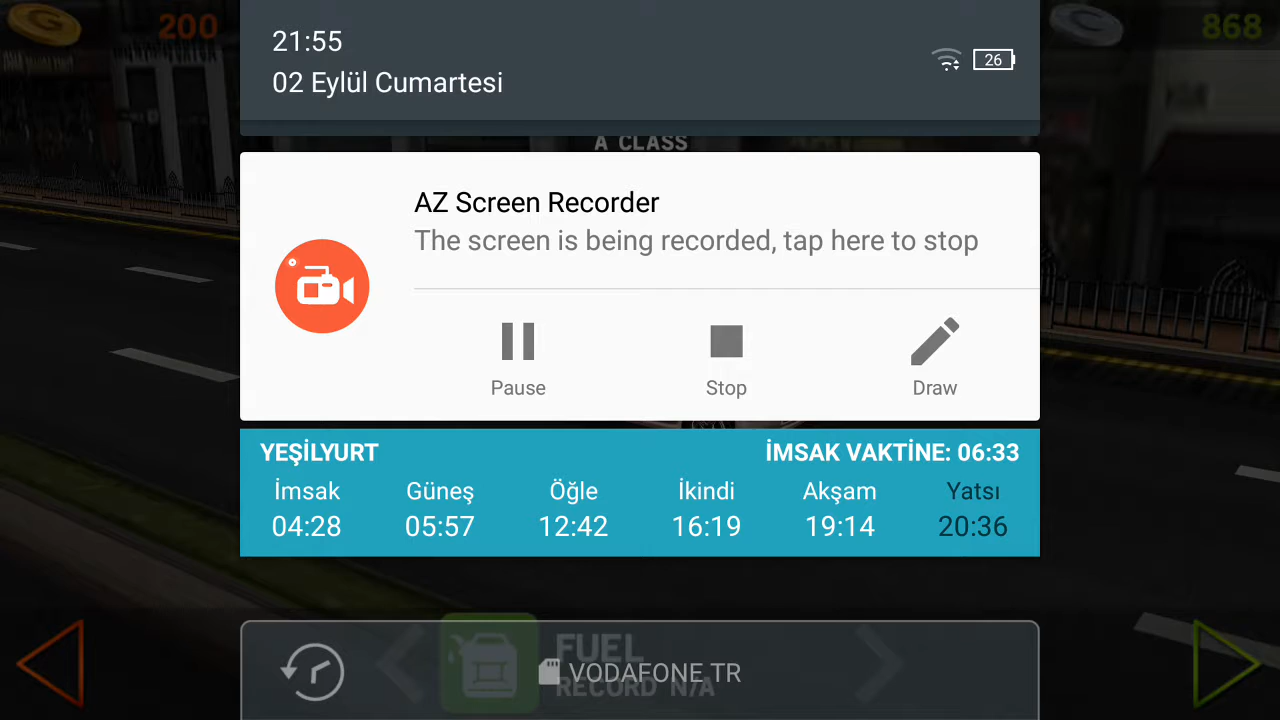 200
868
21:55
26
02 Eylül Cumartesi
A CLASS
AZ Screen Recorder
The screen is being recorded, tap here to stop
Pause Stop Draw
YEŞİLYURT İMSAK VAKTİNE: 06:33
İmsak Güneş Öğle İkindi Akşam Yatsı
04:28 05:57 12:42 16:19 19:14 20:36
FUEL
VODAFONE TR
RECORD N/A